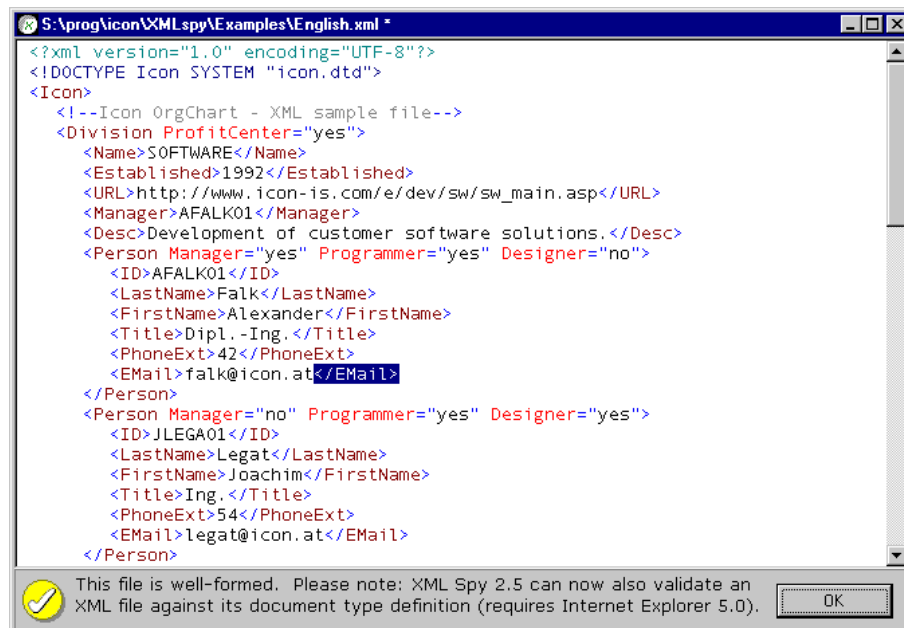 S:\prog\icon\XMLspy\Examples\English.xml *
<?xml version="1.0" encoding="UTF-8"?>
<!DOCTYPE Icon SYSTEM "icon.dtd">
<Icon>
<!--Icon OrgChart - XML sample file-->
<Division ProfitCenter="yes">
<Name>SOFTWARE</Name>
<Established>1992</Established>
<URL>http://www.icon-is.com/e/dev/sw/sw_main.asp</URL>
<Manager>AFALK01</Manager>
<Desc>Development of customer software solutions.</Desc>
<Person Manager="yes" Programmer="yes" Designer="no">
<ID>AFALK01</ID>
<LastName>Falk</LastName>
<FirstName>Alexander</FirstName>
<Title>Dipl.-Ing.</Title>
<PhoneExt>42</PhoneExt>
<EMail>falk@icon.at</EMail>
</Person>
<Person Manager="no" Programmer="yes" Designer="yes">
<ID>JLEGA01</ID>
<LastName>Legat</LastName>
<FirstName>Joachim</FirstName>
<Title>Ing.</Title>
<PhoneExt>54</PhoneExt>
<EMail>legat@icon.at</EMail>
</Person>
This file is well-formed. Please note: XML Spy 2.5 can now also validate an
XML file against its document type definition (requires Internet Explorer 5.0).
OK